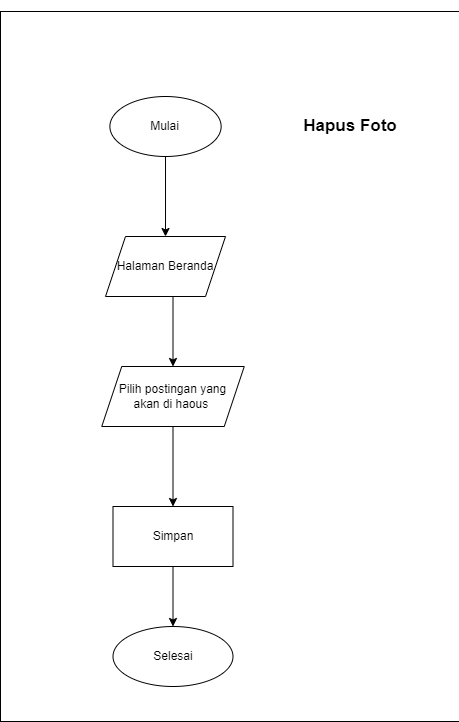 Mulai
Hapus Foto
Halaman Beranda
Pilih postingan yang
akan di haous
Simpan
Selesai